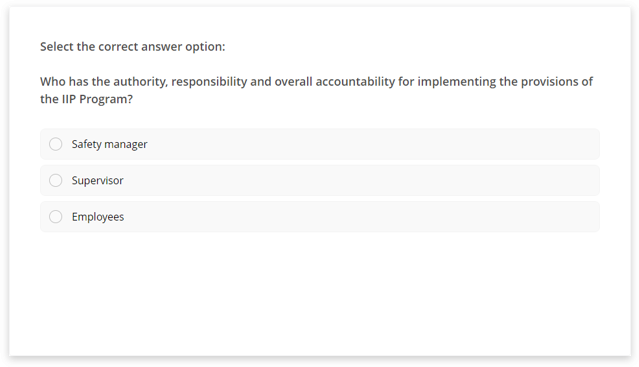 Select the correct answer option:
Who has the authority, responsibility and overall accountability for implementing the provisions of
the IIP Program?
Safety manager
Supervisor
Employees